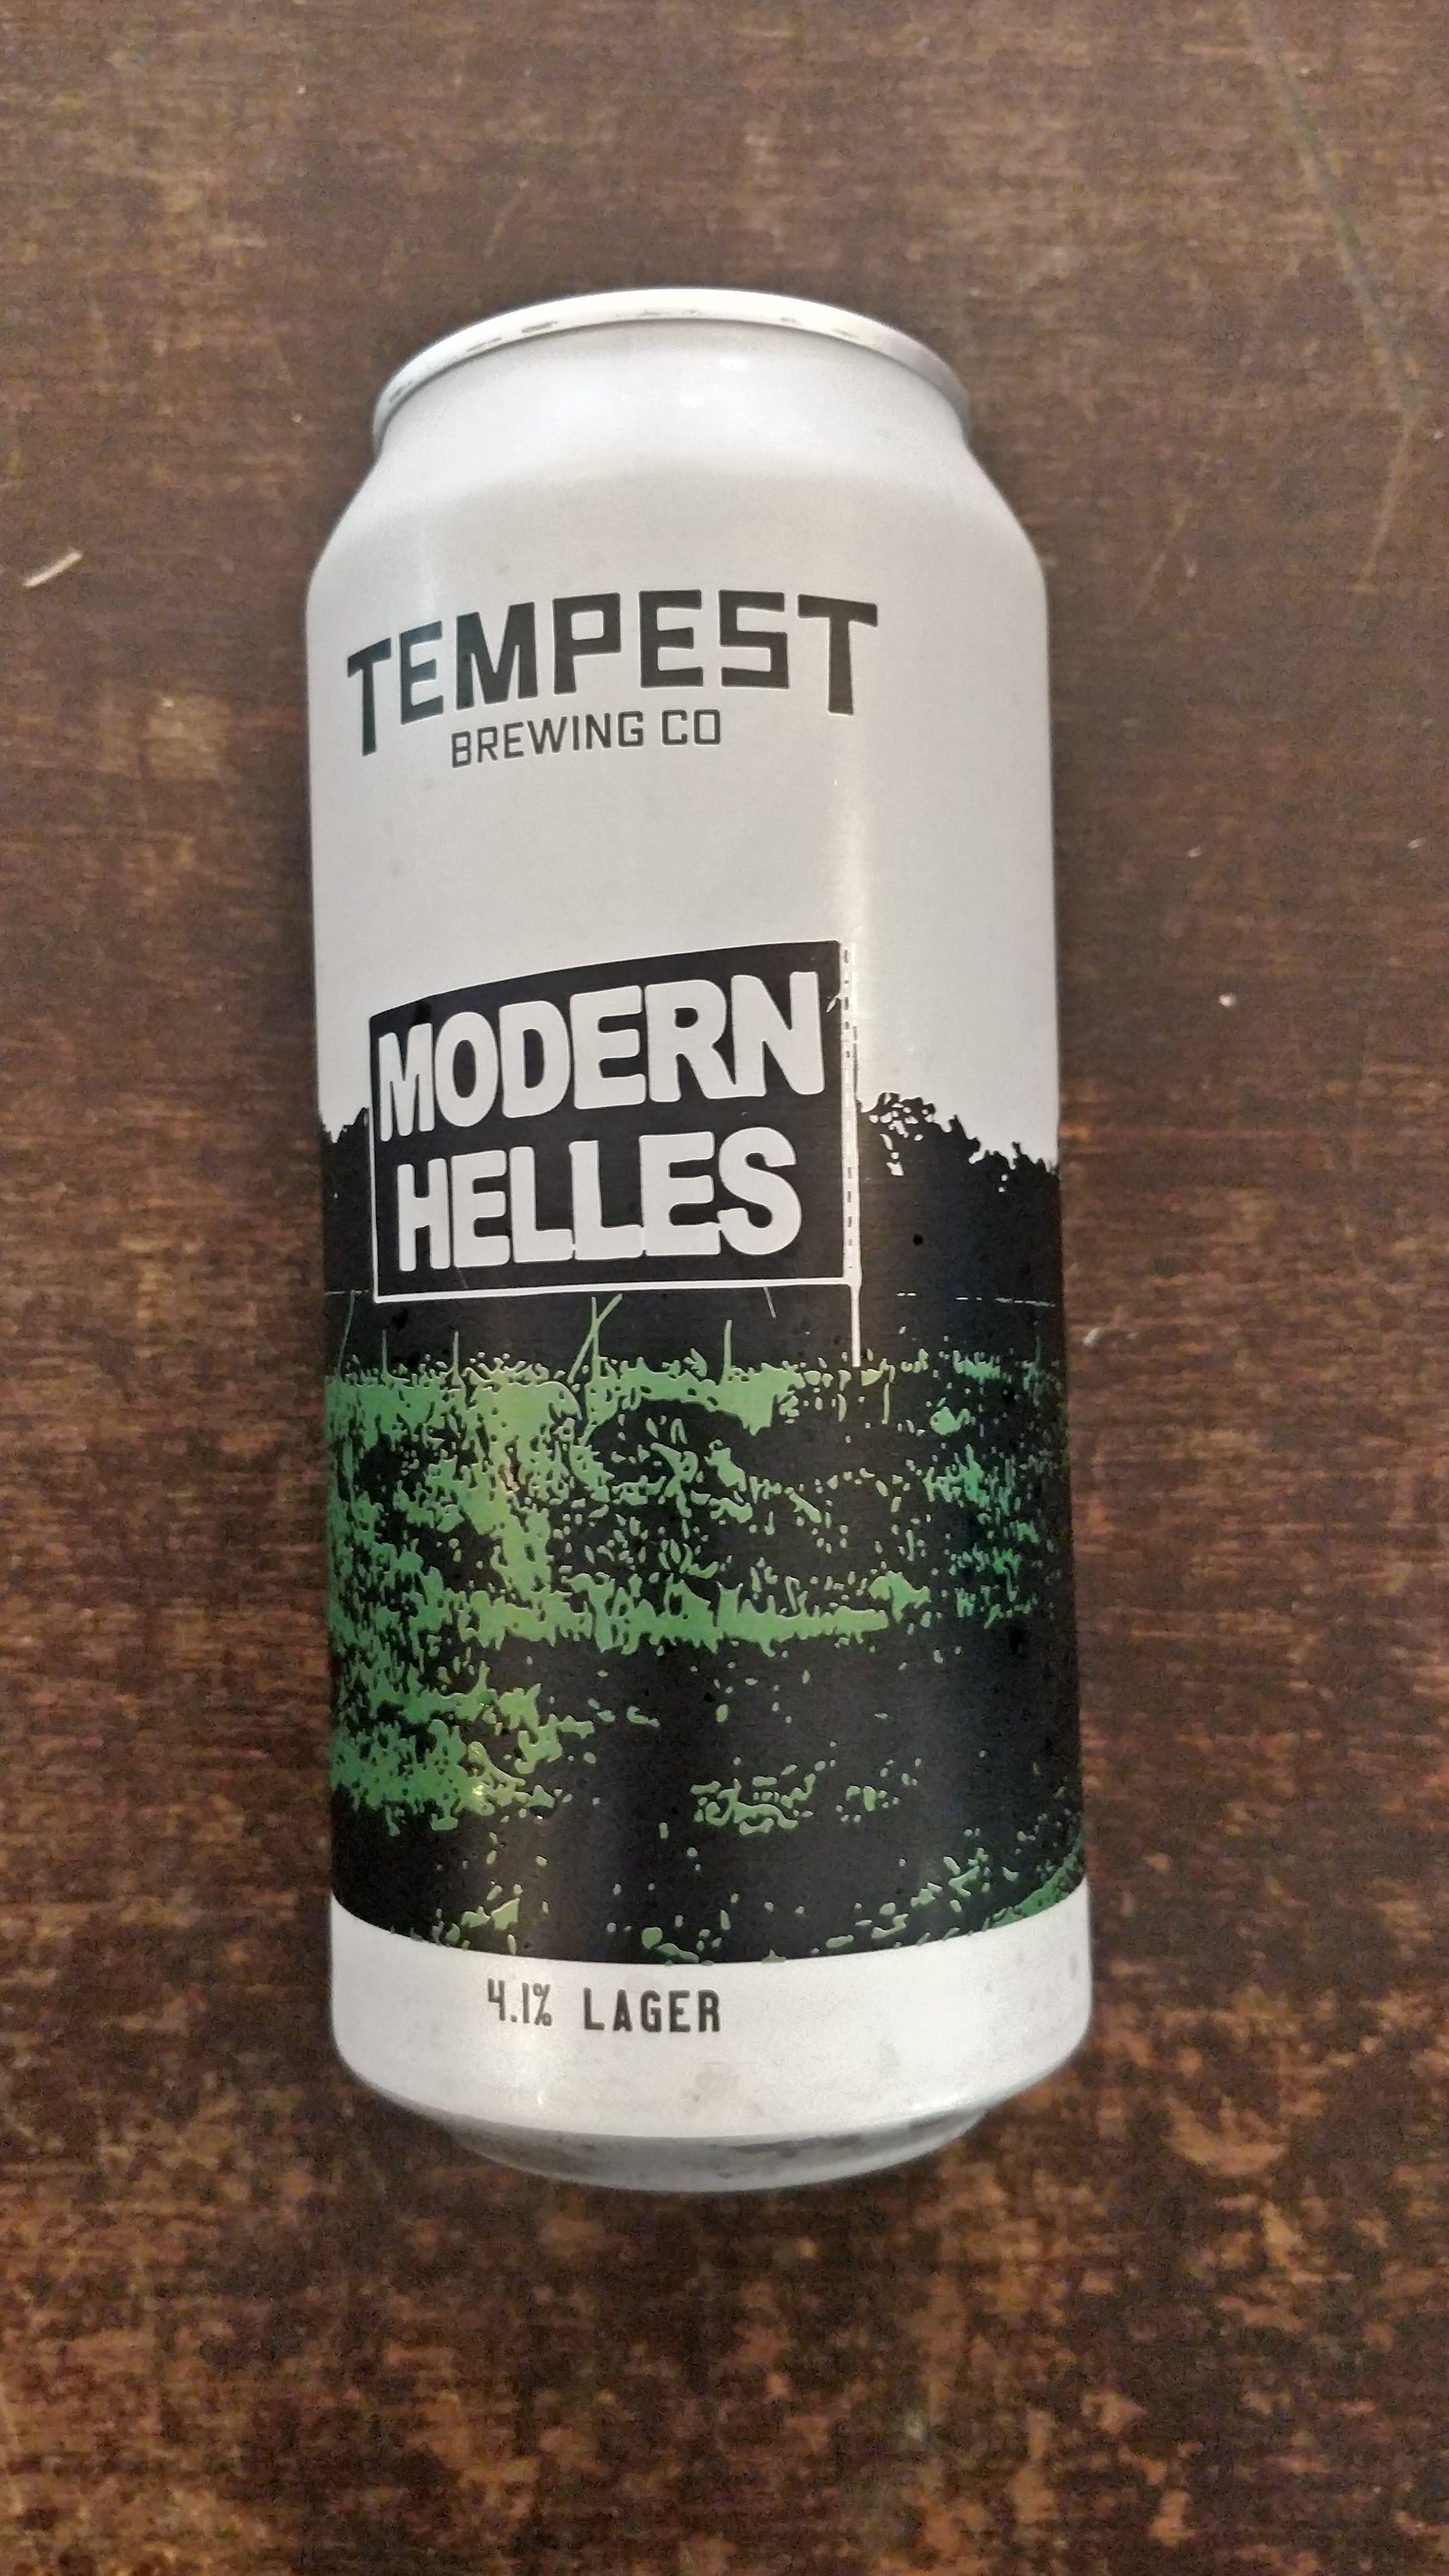 TEMPEST
BREWING CO
MODERN
HELLES
4.1% LAGER